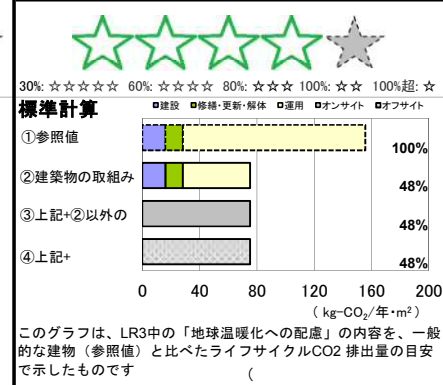 30%: ☆☆☆☆☆ 60%: ☆☆☆☆ 80%: ☆☆☆ 100%: ☆☆ 100%超: ☆
標準計算
建設 修繕・更新・解体 運用 オンサイト オフサイト
①参照値
100%
②建築物の取組み
48%
③上記+②以外の
48%
④上記+
48%
0 40 80 120 160 200
( kg-CO₂/年・m² )
このグラフは、LR3中の「地球温暖化への配慮」の内容を、一般
的な建物（参照値）と比べたライフサイクルCO2 排出量の目安
で示したものです (